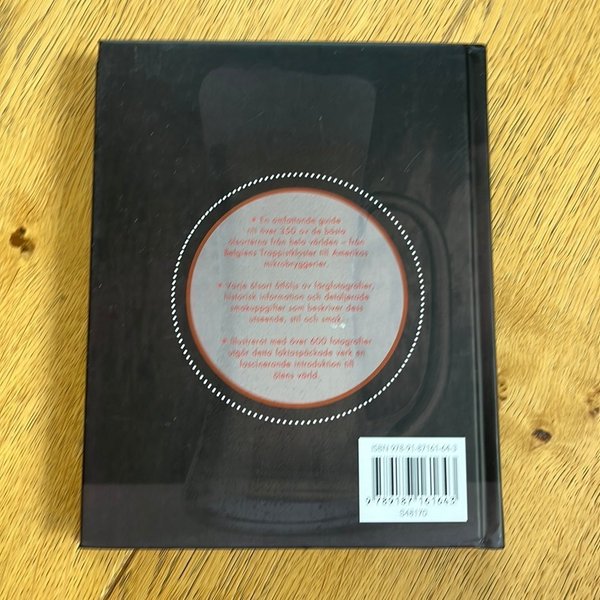 • En omfattande guide
till över 350 av de bästa
ölsorterna från hela världen – från
Belgiens Trappistkloster till Amerikas
mikrobryggerier.
• Varje ölsort åtföljs av färgfotografier,
historisk information och detaljerade
smakuppgifter som beskriver dess
utseende, stil och smak.
• Illustrerat med över 600 fotografier
utgör detta faktaspäckade verk en
fascinerande introduktion till
ölens värld.
ISBN 978-91-87161-64-3
9 789187 161643
S48170